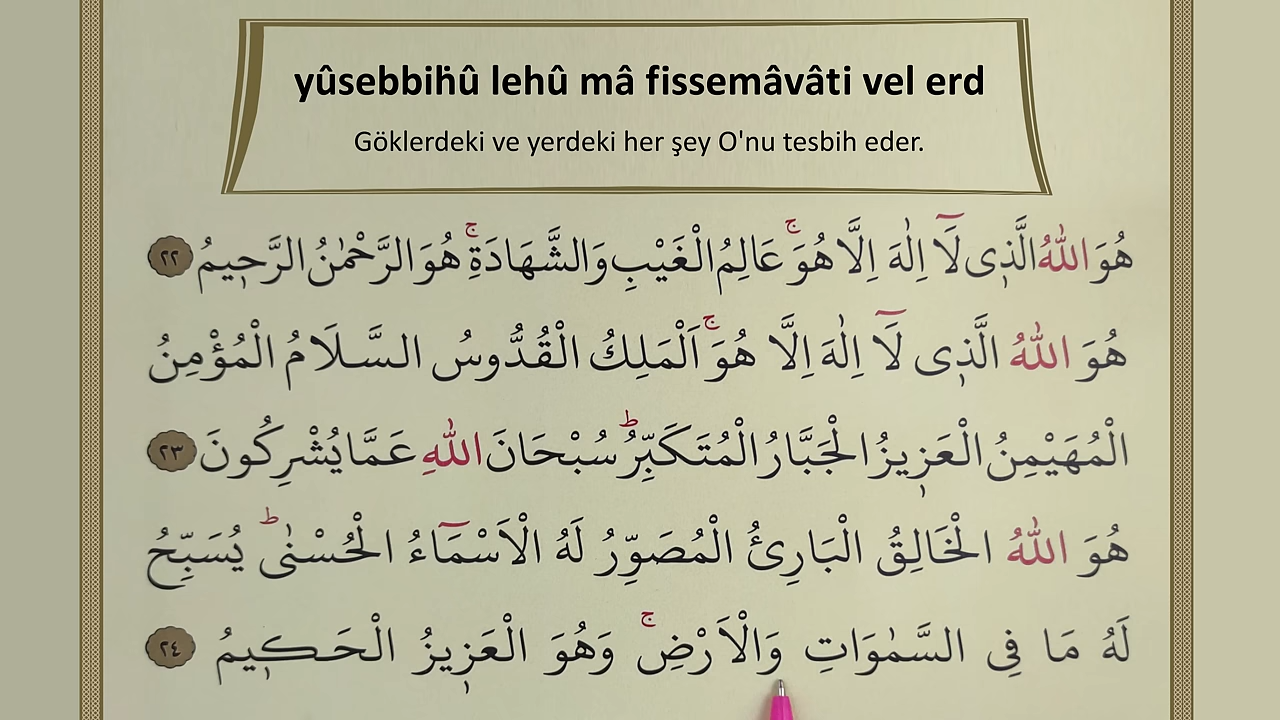 yûsebbiḣû lehû mâ fissemâvâti vel erd
Göklerdeki ve yerdeki her şey O'nu tesbih eder.
هُوَ اللّٰهُ الَّذ۪ى لَٓا اِلٰهَ اِلَّا هُوَۚ عَالِمُ الْغَيْبِ وَالشَّهَادَةِۚ هُوَ الرَّحْمٰنُ الرَّح۪يمُ ٢٢
هُوَ اللّٰهُ الَّذ۪ى لَٓا اِلٰهَ اِلَّا هُوَۚ اَلْمَلِكُ الْقُدُّوسُ السَّلَامُ الْمُؤْمِنُ
الْمُهَيْمِنُ الْعَز۪يزُ الْجَبَّارُ الْمُتَكَبِّرُۜ سُبْحَانَ اللّٰهِ عَمَّا يُشْرِكُونَ ٢٣
هُوَ اللّٰهُ الْخَالِقُ الْبَارِئُ الْمُصَوِّرُ لَهُ الْاَسْمَٓاءُ الْحُسْنٰىۜ يُسَبِّحُ
لَهُ مَا فِى السَّمٰوَاتِ وَالْاَرْضِۚ وَهُوَ الْعَز۪يزُ الْحَك۪يمُ ٢٤